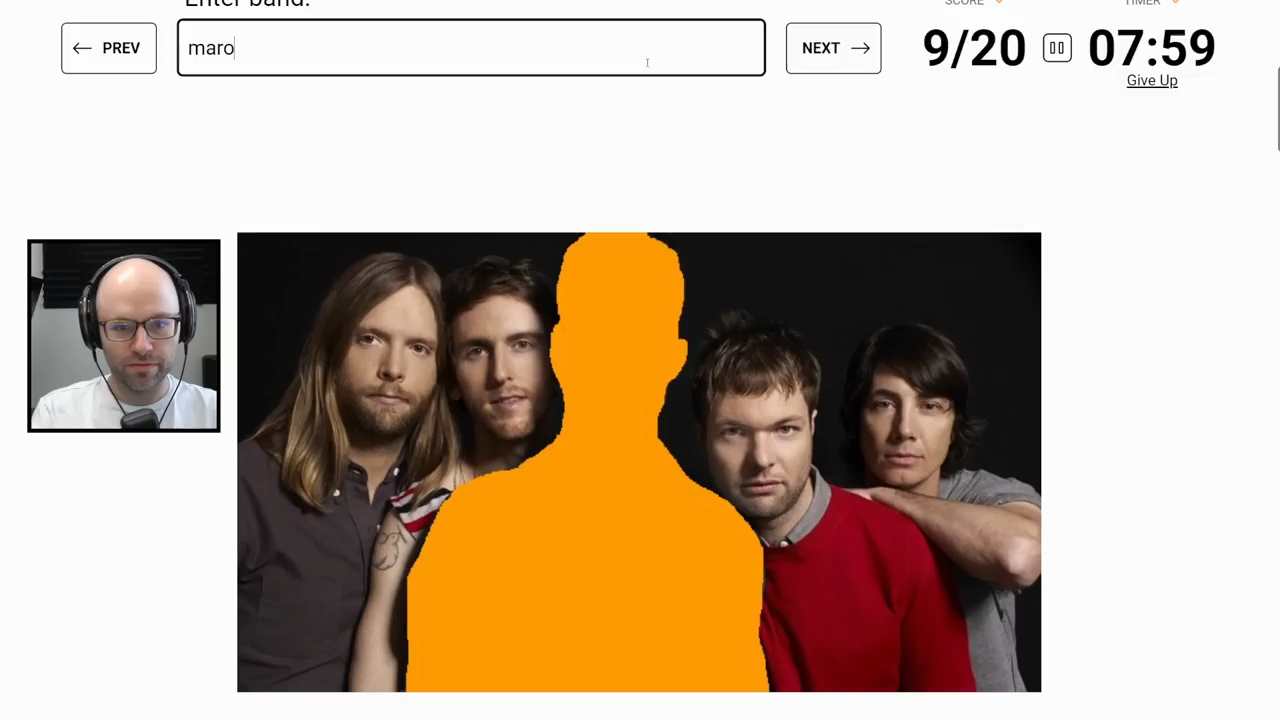 Enter band:
SCORE
TIMER
← PREV
maro
NEXT →
9/20
07:59
Give Up